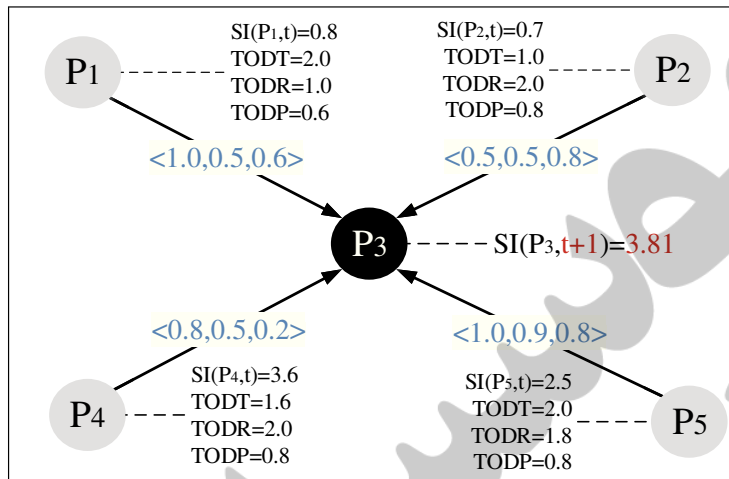 P1
SI(P1,t)=0.8
TODT=2.0
TODR=1.0
TODP=0.6
SI(P2,t)=0.7
TODT=1.0
TODR=2.0
TODP=0.8
P2
<1.0,0.5,0.6>
<0.5,0.5,0.8>
P3
SI(P3,t+1)=3.81
<0.8,0.5,0.2>
<1.0,0.9,0.8>
P4
SI(P4,t)=3.6
TODT=1.6
TODR=2.0
TODP=0.8
SI(P5,t)=2.5
TODT=2.0
TODR=1.8
TODP=0.8
P5